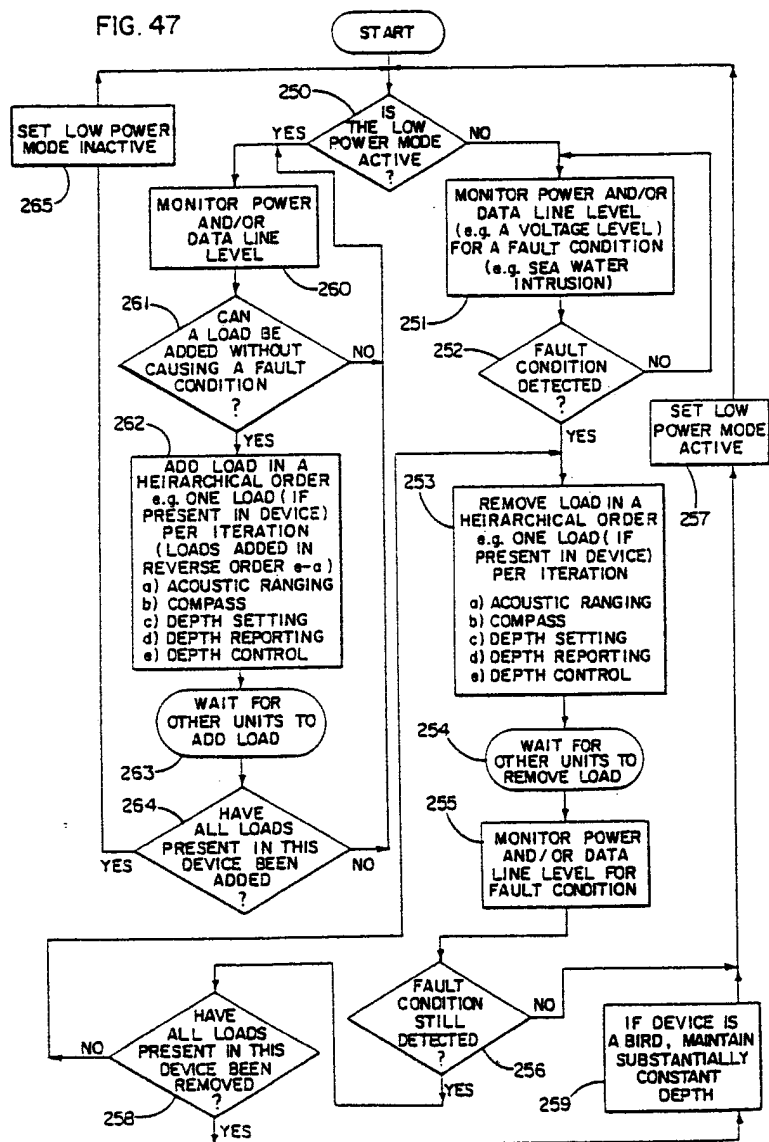 FIG. 47
START
250
IS
THE LOW
POWER MODE
ACTIVE
?
YES
NO
SET LOW POWER
MODE INACTIVE
265
MONITOR POWER
AND/OR
DATA LINE
LEVEL
260
261
CAN
A LOAD BE
ADDED WITHOUT
CAUSING A FAULT
CONDITION
?
NO
YES
262
ADD LOAD IN A
HEIRARCHICAL ORDER
e.g. ONE LOAD (IF
PRESENT IN DEVICE)
PER ITERATION
(LOADS ADDED IN
REVERSE ORDER e-a)
a) ACOUSTIC RANGING
b) COMPASS
c) DEPTH SETTING
d) DEPTH REPORTING
e) DEPTH CONTROL
WAIT FOR
OTHER UNITS TO
ADD LOAD
263
264
HAVE
ALL LOADS
PRESENT IN THIS
DEVICE BEEN
ADDED
?
YES
NO
MONITOR POWER AND/OR
DATA LINE LEVEL
(e.g. A VOLTAGE LEVEL)
FOR A FAULT CONDITION
(e.g. SEA WATER
INTRUSION)
251
252
FAULT
CONDITION
DETECTED
?
NO
YES
SET LOW
POWER MODE
ACTIVE
257
253
REMOVE LOAD IN A
HEIRARCHICAL ORDER
e.g. ONE LOAD (IF
PRESENT IN DEVICE)
PER ITERATION
a) ACOUSTIC RANGING
b) COMPASS
c) DEPTH SETTING
d) DEPTH REPORTING
e) DEPTH CONTROL
254
WAIT FOR
OTHER UNITS TO
REMOVE LOAD
255
MONITOR POWER
AND/OR DATA
LINE LEVEL FOR
FAULT CONDITION
FAULT
CONDITION
STILL
DETECTED
?
NO
256
YES
HAVE
ALL LOADS
PRESENT IN THIS
DEVICE BEEN
REMOVED
?
NO
258
YES
IF DEVICE IS
A BIRD, MAINTAIN
SUBSTANTIALLY
CONSTANT
DEPTH
259